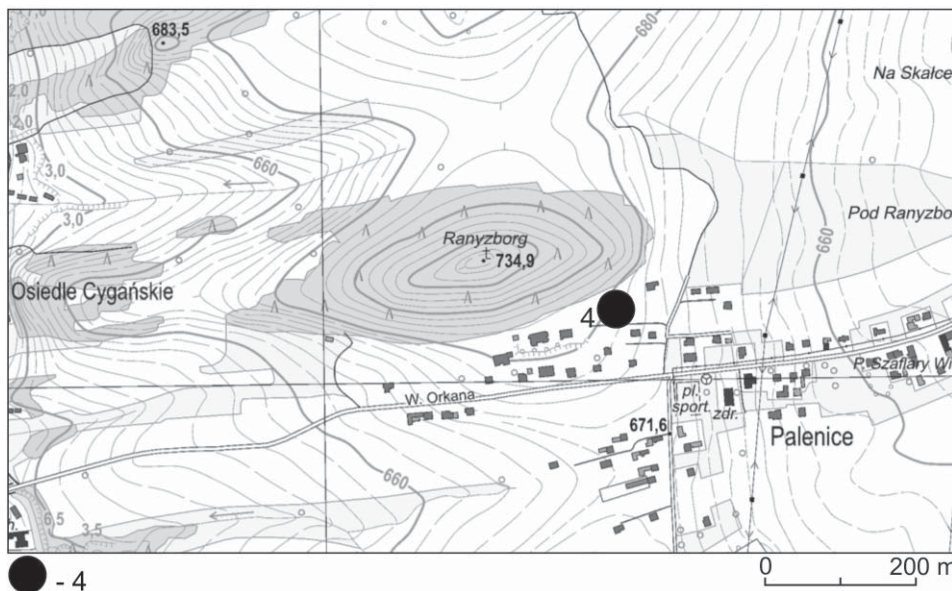 683,5
680
Na Skałce
2,0
2,0
3,0
660
3,0
Pod Ranyzbo
Ranyzborg
734,9
660
Osiedle Cygańskie
4
P. Szaflary Wi
W. Orkana
pl.
sport.
zdr.
671,6
Palenice
660
6,5
3,5
h.
- 4
0 200 m